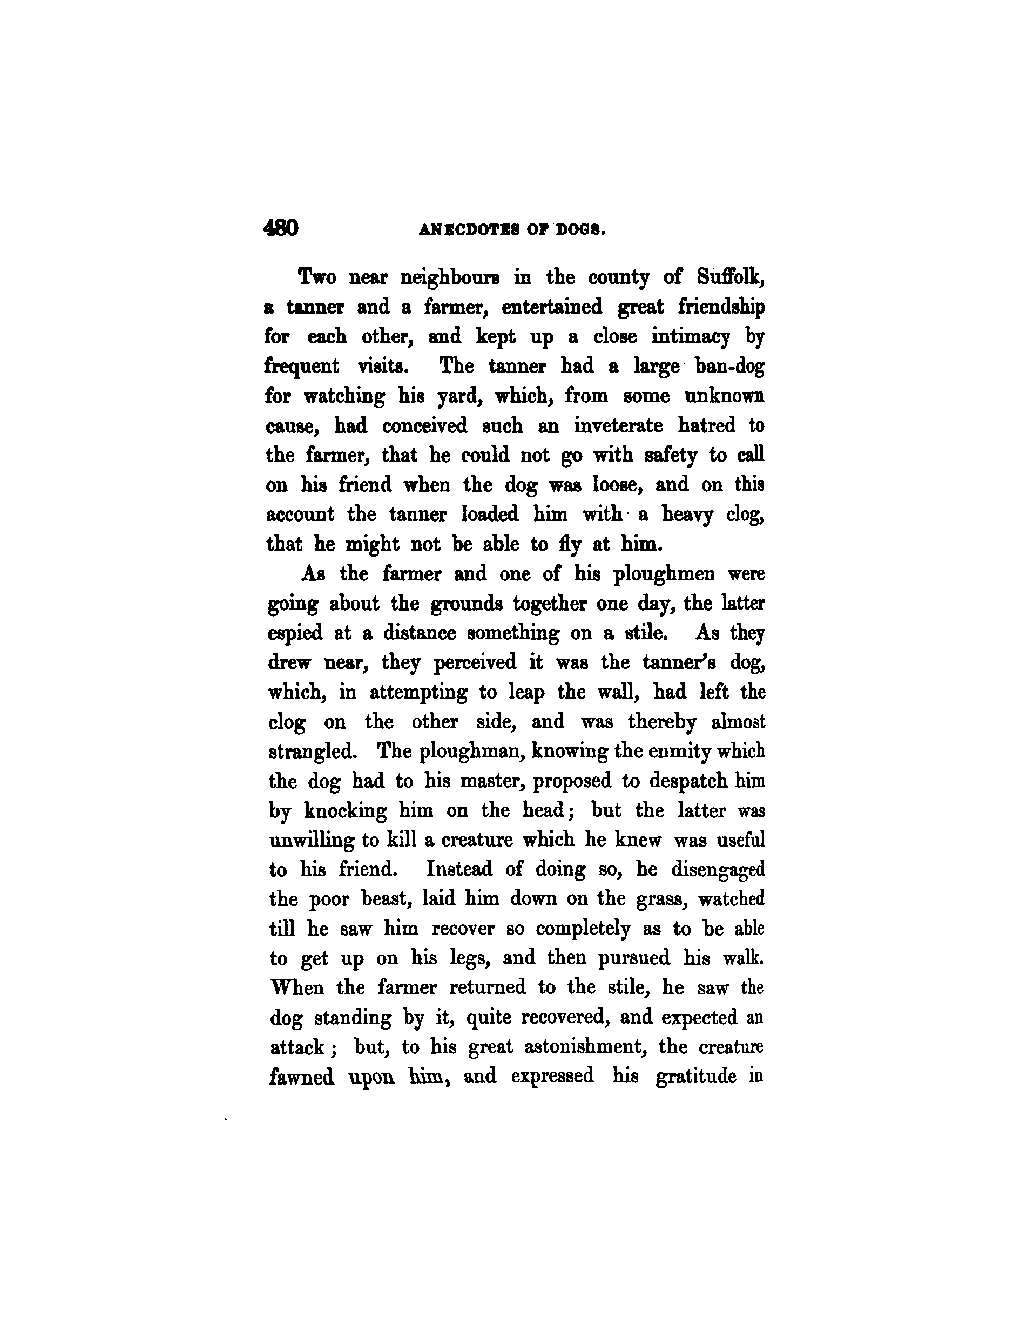 480 ANECDOTES OF DOGS.
Two near neighbours in the county of Suffolk,
a tanner and a farmer, entertained great friendship
for each other, and kept up a close intimacy by
frequent visits. The tanner had a large ban-dog
for watching his yard, which, from some unknown
cause, had conceived such an inveterate hatred to
the farmer, that he could not go with safety to call
on his friend when the dog was loose, and on this
account the tanner loaded him with a heavy clog,
that he might not be able to fly at him.
As the farmer and one of his ploughmen were
going about the grounds together one day, the latter
espied at a distance something on a stile. As they
drew near, they perceived it was the tanner's dog,
which, in attempting to leap the wall, had left the
clog on the other side, and was thereby almost
strangled. The ploughman, knowing the enmity which
the dog had to his master, proposed to despatch him
by knocking him on the head; but the latter was
unwilling to kill a creature which he knew was useful
to his friend. Instead of doing so, he disengaged
the poor beast, laid him down on the grass, watched
till he saw him recover so completely as to be able
to get up on his legs, and then pursued his walk.
When the farmer returned to the stile, he saw the
dog standing by it, quite recovered, and expected an
attack; but, to his great astonishment, the creature
fawned upon him, and expressed his gratitude in